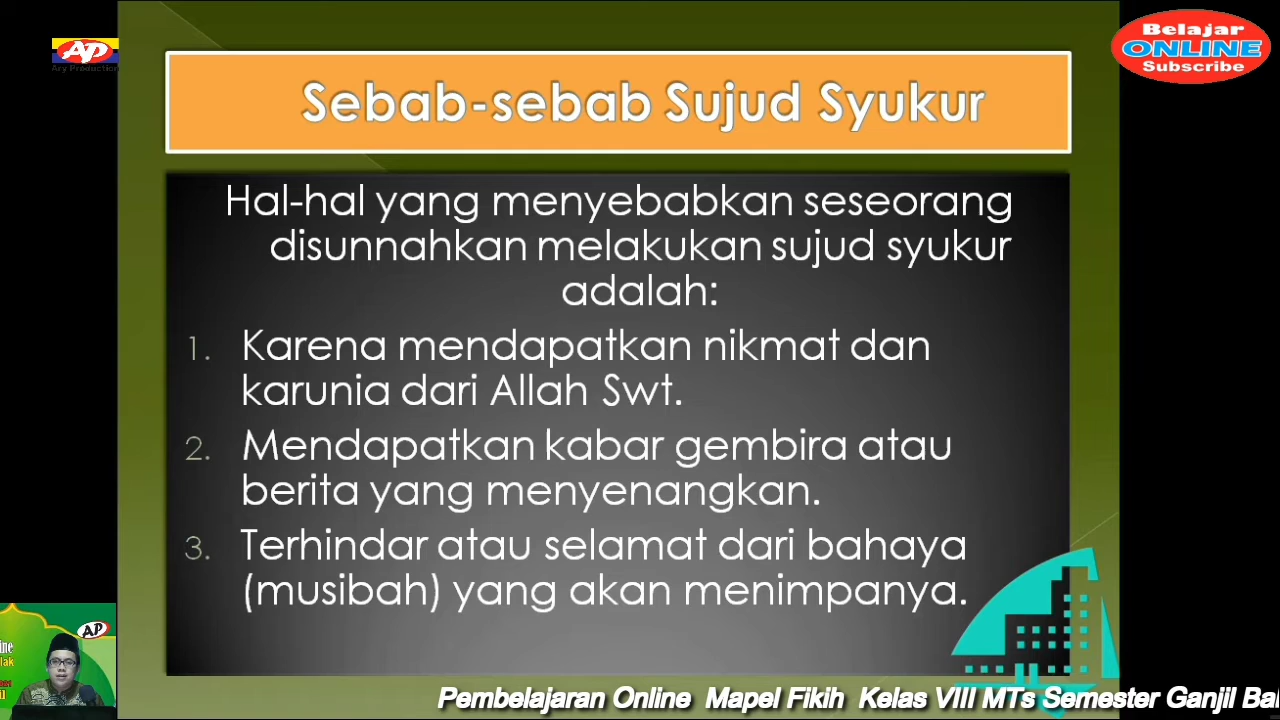 AP
Ary Production
Belajar
ONLINE
Subscribe
Sebab-sebab Sujud Syukur
Hal-hal yang menyebabkan seseorang
disunnahkan melakukan sujud syukur
adalah:
1. Karena mendapatkan nikmat dan
karunia dari Allah Swt.
2. Mendapatkan kabar gembira atau
berita yang menyenangkan.
3. Terhindar atau selamat dari bahaya
(musibah) yang akan menimpanya.
AP
Pembelajaran Online Mapel Fikih Kelas VIII MTs Semester Ganjil Ba